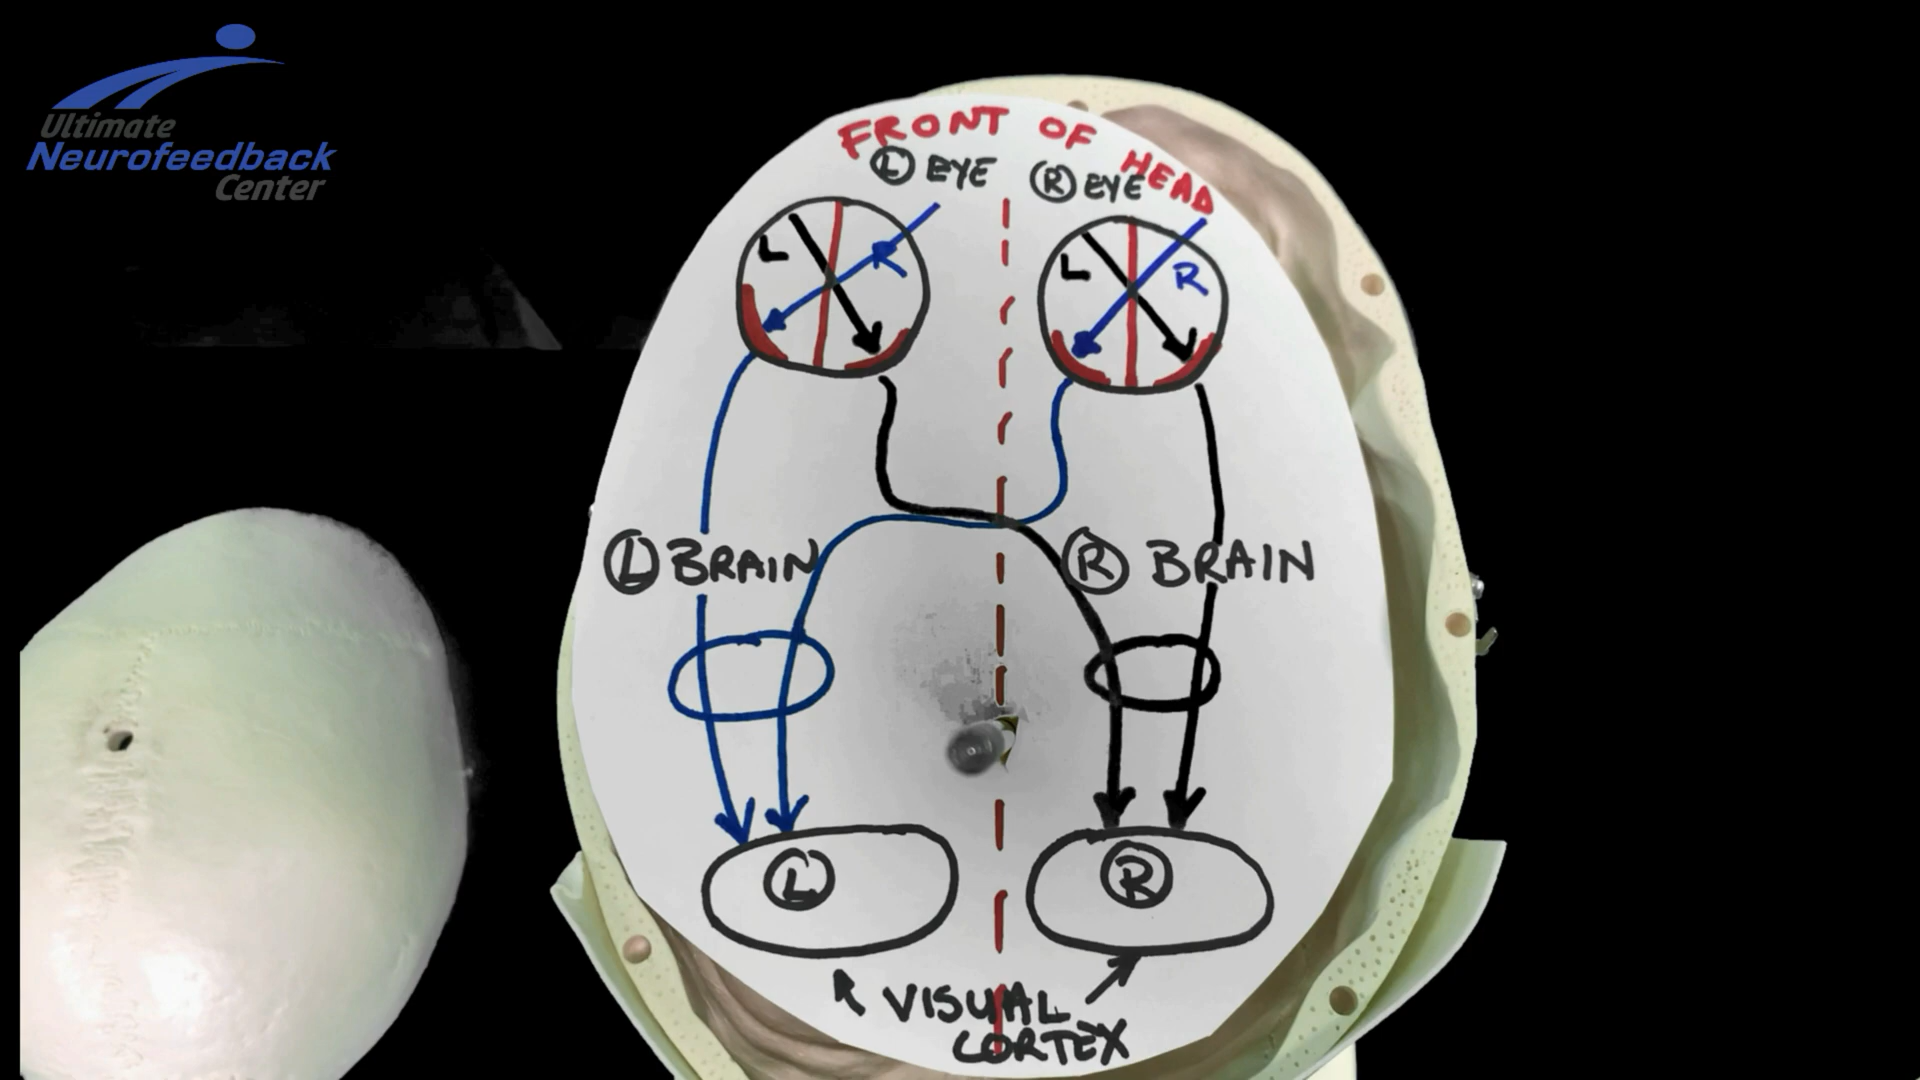 Ultimate
Neurofeedback
Center
FRONT OF HEAD
L EYE
R EYE
L
R
L
R
L BRAIN
R BRAIN
L
R
VISUAL
CORTEX